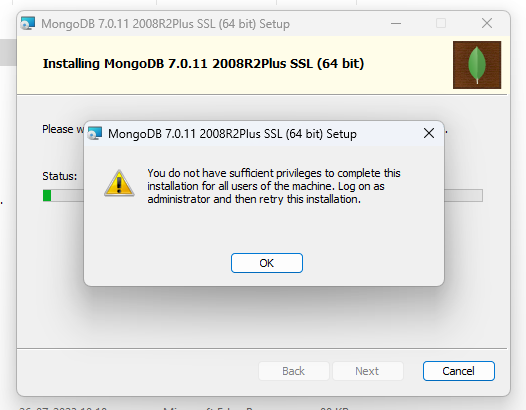 MongoDB 7.0.11 2008R2Plus SSL (64 bit) Setup
Installing MongoDB 7.0.11 2008R2Plus SSL (64 bit)
Please w
MongoDB 7.0.11 2008R2Plus SSL (64 bit) Setup
Status:
You do not have sufficient privileges to complete this
installation for all users of the machine. Log on as
administrator and then retry this installation.
OK
Back
Next
Cancel